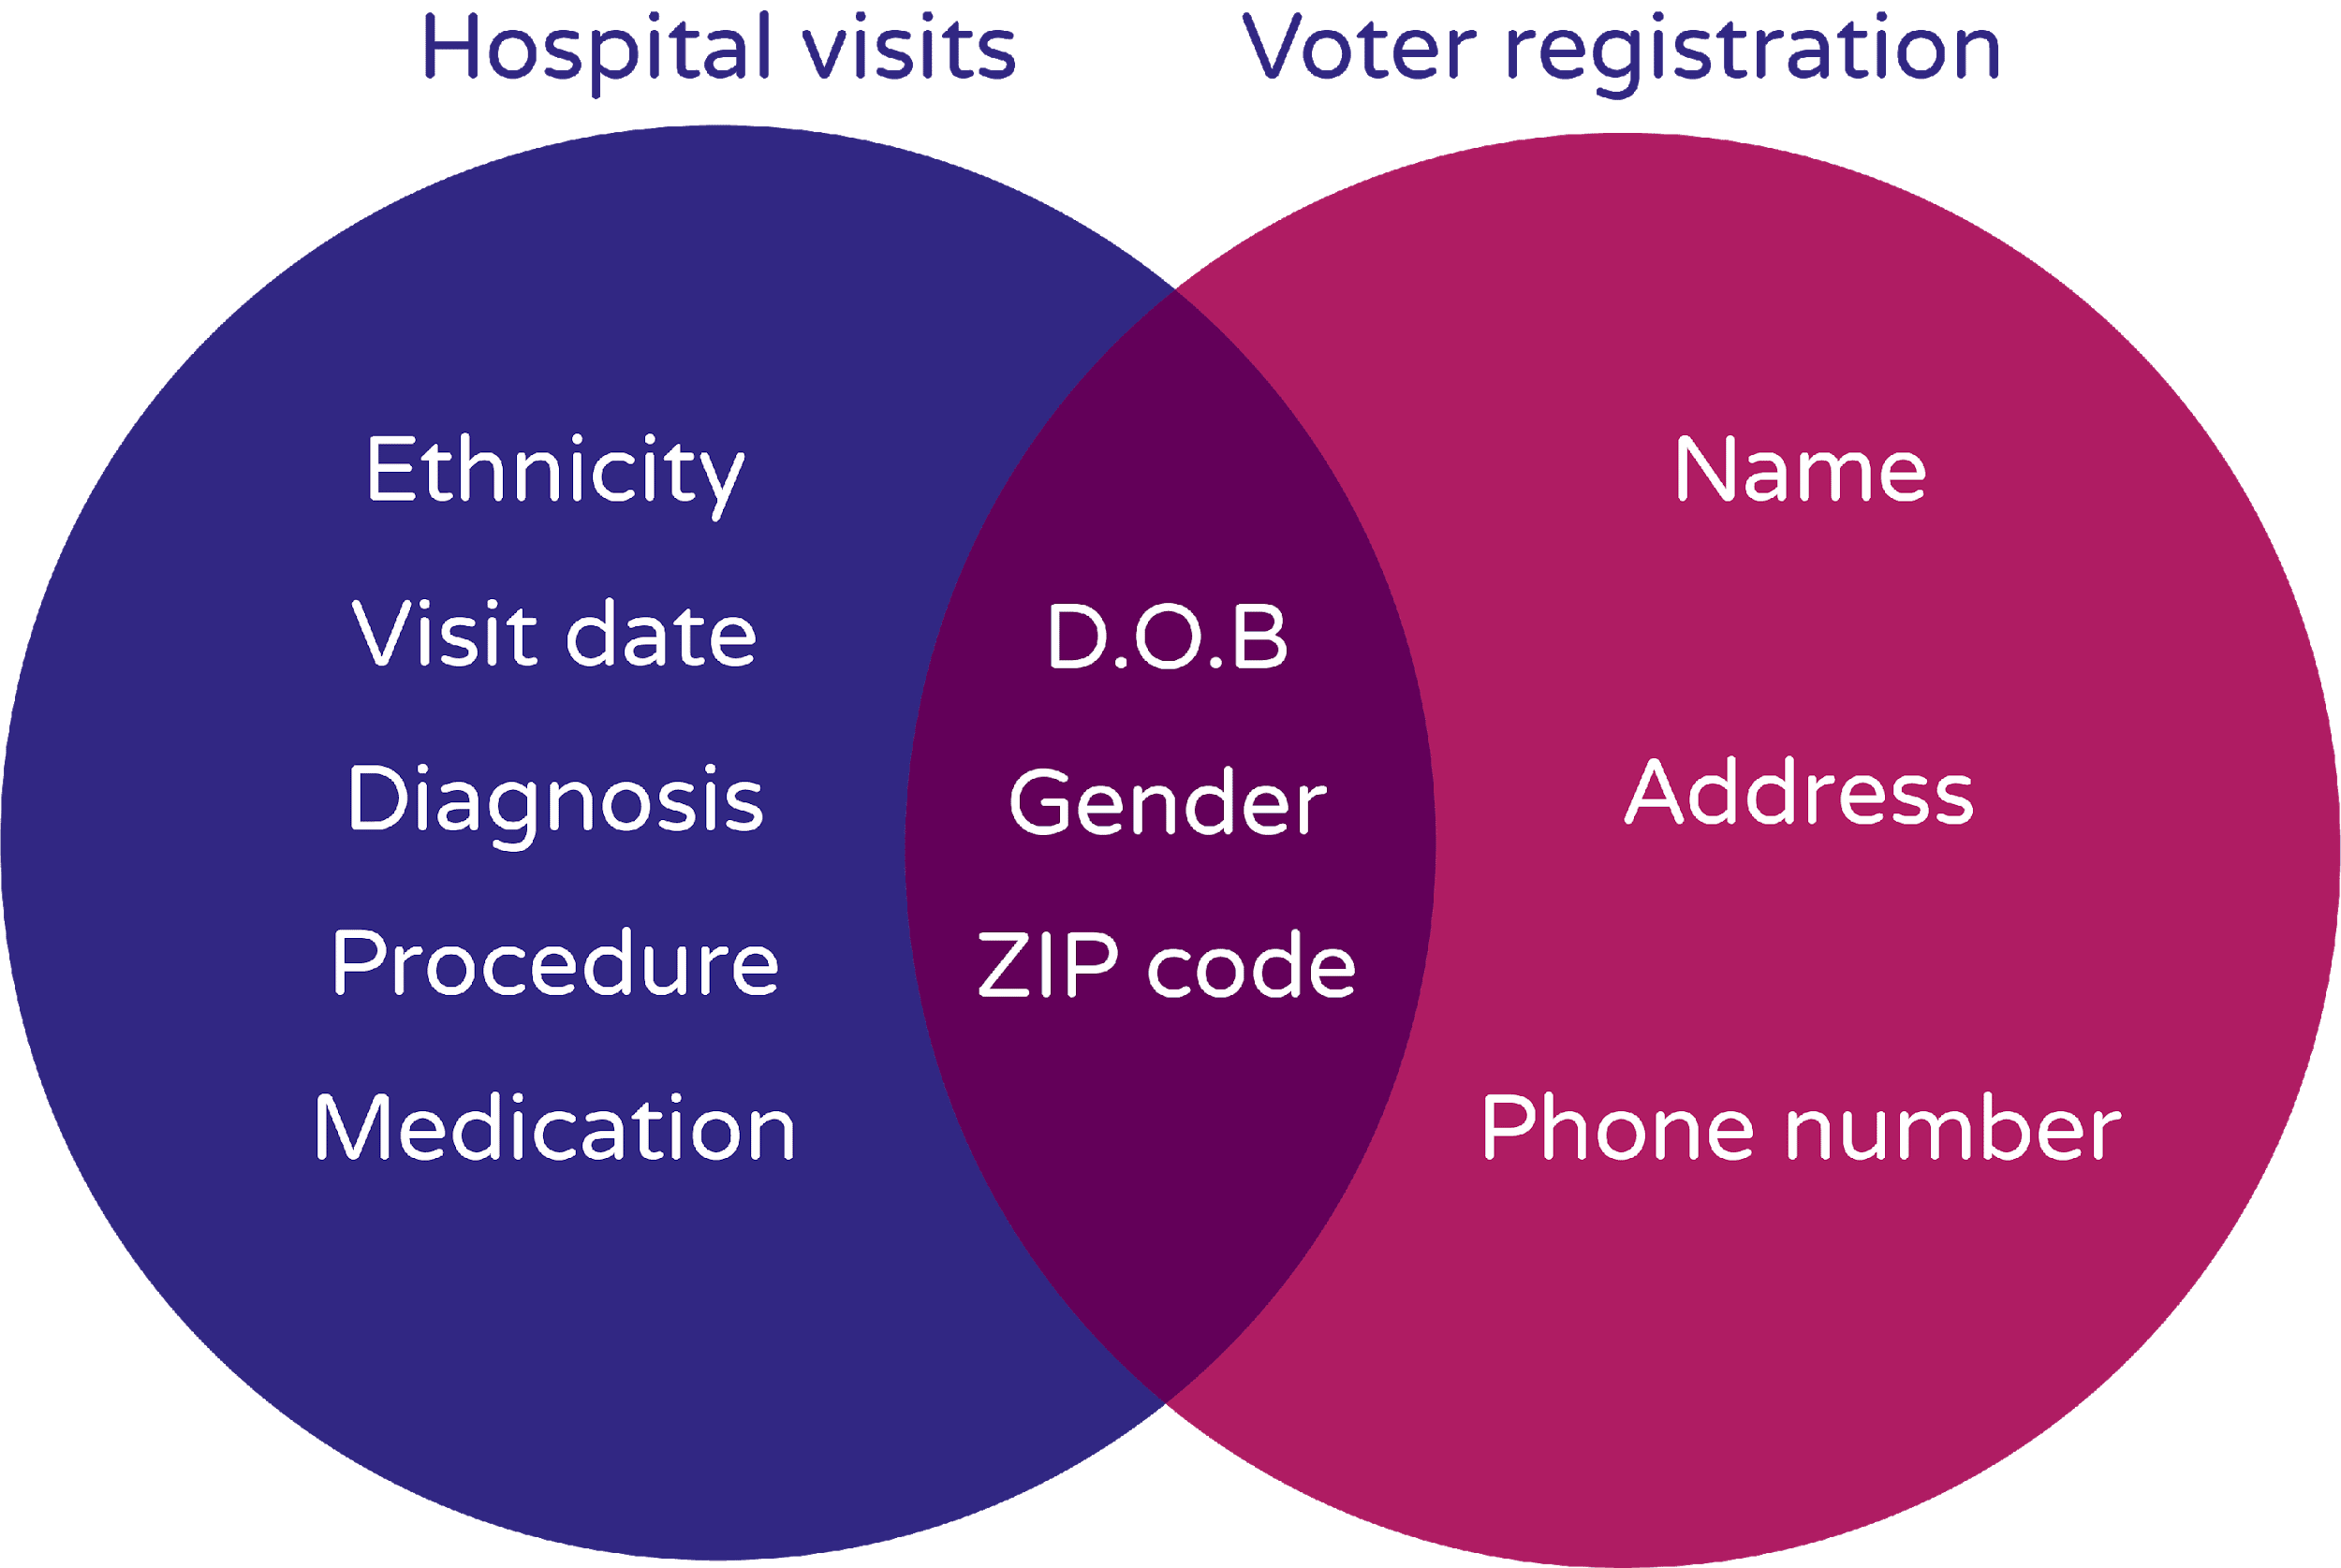 Hospital visits
Voter registration
Ethnicity
Visit date
Diagnosis
Procedure
Medication
D.O.B
Gender
ZIP code
Name
Address
Phone number